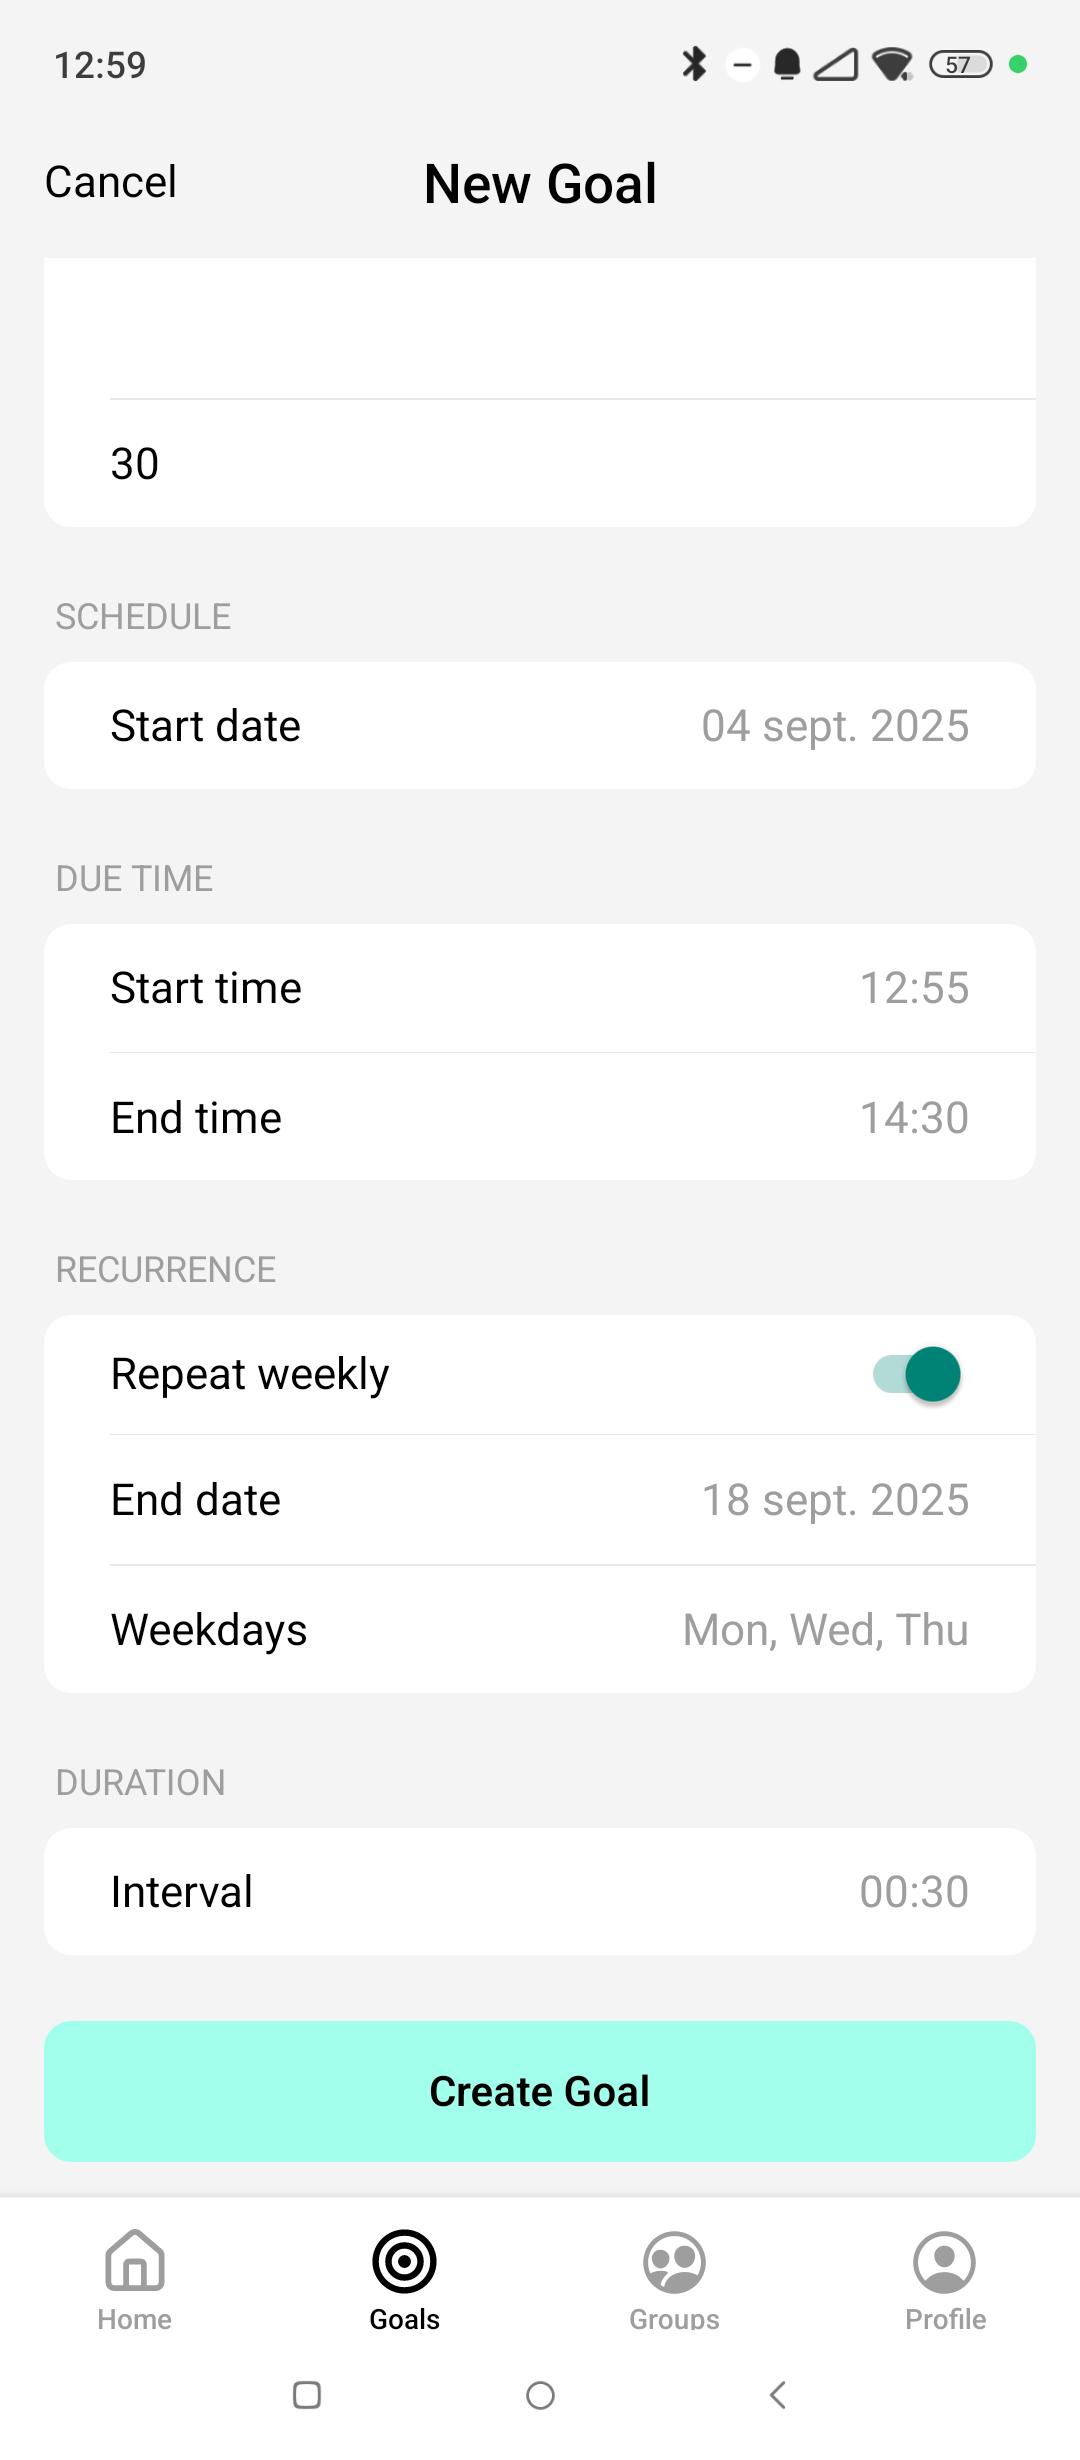 12:59
57
Cancel
New Goal
30
SCHEDULE
Start date 04 sept. 2025
DUE TIME
Start time 12:55
End time 14:30
RECURRENCE
Repeat weekly
End date 18 sept. 2025
Weekdays Mon, Wed, Thu
DURATION
Interval 00:30
Create Goal
Home Goals Groups Profile